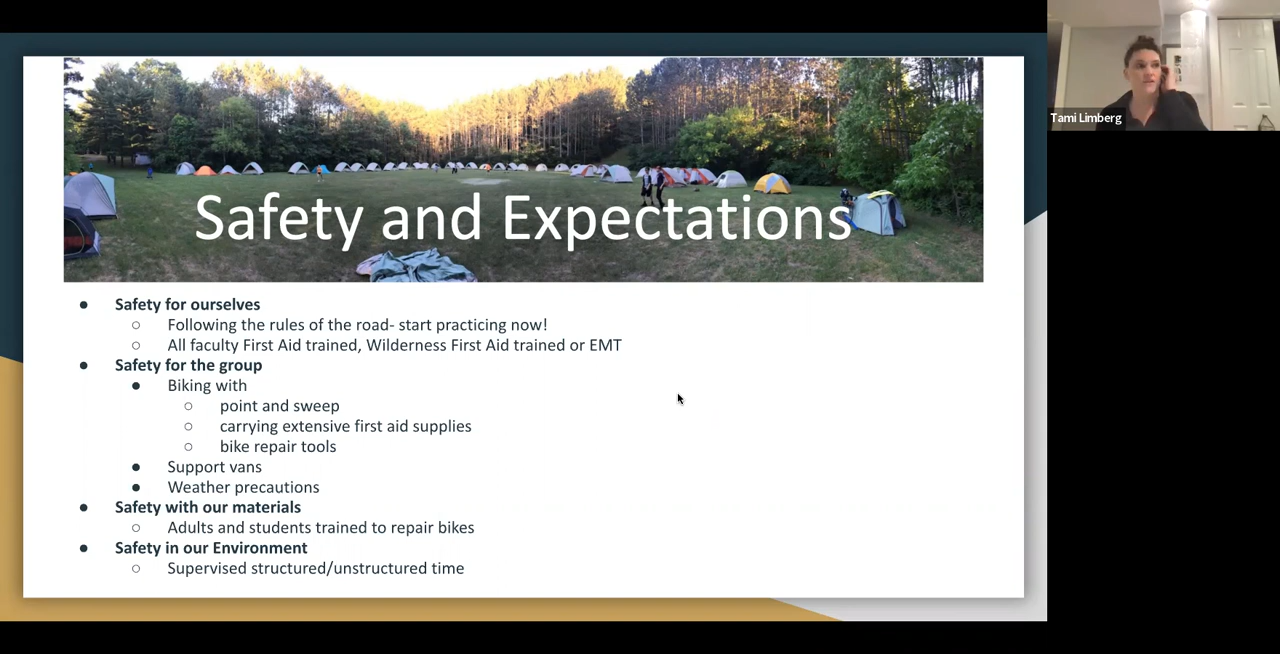 Tami Limberg
Safety and Expectations
● Safety for ourselves
○ Following the rules of the road- start practicing now!
○ All faculty First Aid trained, Wilderness First Aid trained or EMT
● Safety for the group
● Biking with
○ point and sweep
○ carrying extensive first aid supplies
○ bike repair tools
● Support vans
● Weather precautions
● Safety with our materials
○ Adults and students trained to repair bikes
● Safety in our Environment
○ Supervised structured/unstructured time